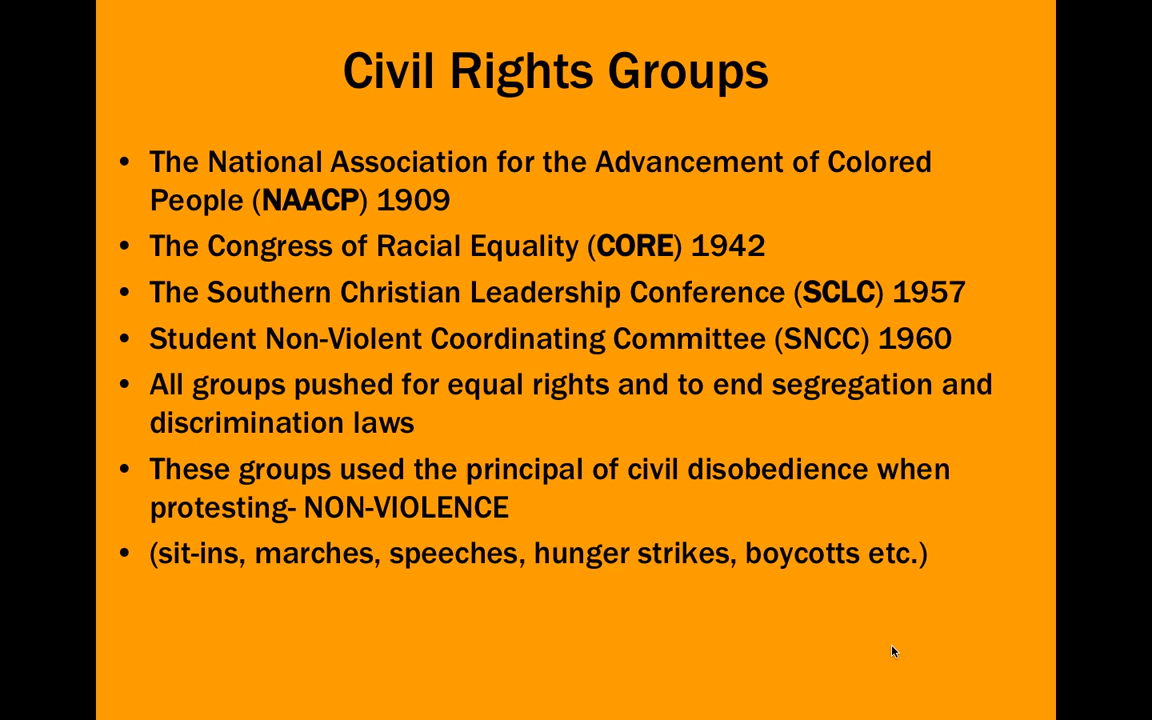 Civil Rights Groups
• The National Association for the Advancement of Colored
People (NAACP) 1909
• The Congress of Racial Equality (CORE) 1942
• The Southern Christian Leadership Conference (SCLC) 1957
• Student Non-Violent Coordinating Committee (SNCC) 1960
• All groups pushed for equal rights and to end segregation and
discrimination laws
• These groups used the principal of civil disobedience when
protesting- NON-VIOLENCE
• (sit-ins, marches, speeches, hunger strikes, boycotts etc.)